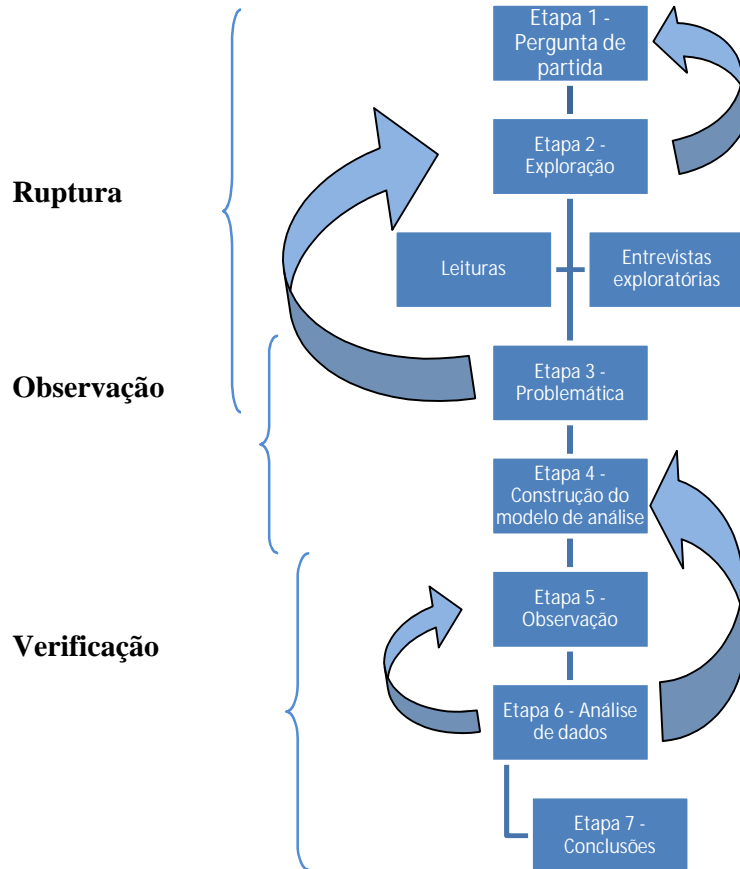 Etapa 1 -
Pergunta de
partida
Etapa 2 -
Exploração
Ruptura
Leituras
Entrevistas
exploratórias
Etapa 3 -
Problemática
Observação
Etapa 4 -
Construção do
modelo de análise
Etapa 5 -
Observação
Verificação
Etapa 6 - Análise
de dados
Etapa 7 -
Conclusões